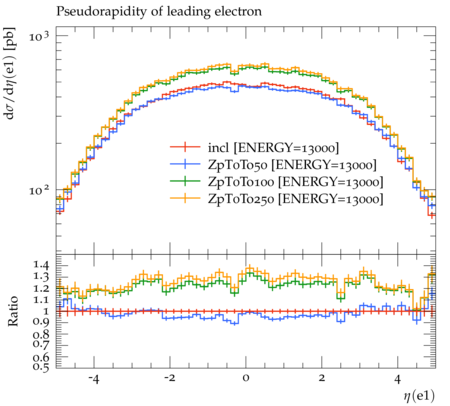 Pseudorapidity of leading electron
dσ/dη(e1) [pb]
10³
10²
incl [ENERGY=13000]
ZpToTo50 [ENERGY=13000]
ZpToTo100 [ENERGY=13000]
ZpToTo250 [ENERGY=13000]
Ratio
1.4
1.3
1.2
1.1
1
0.9
0.8
0.7
0.6
0.5
-4 -2 0 2 4
η(e1)